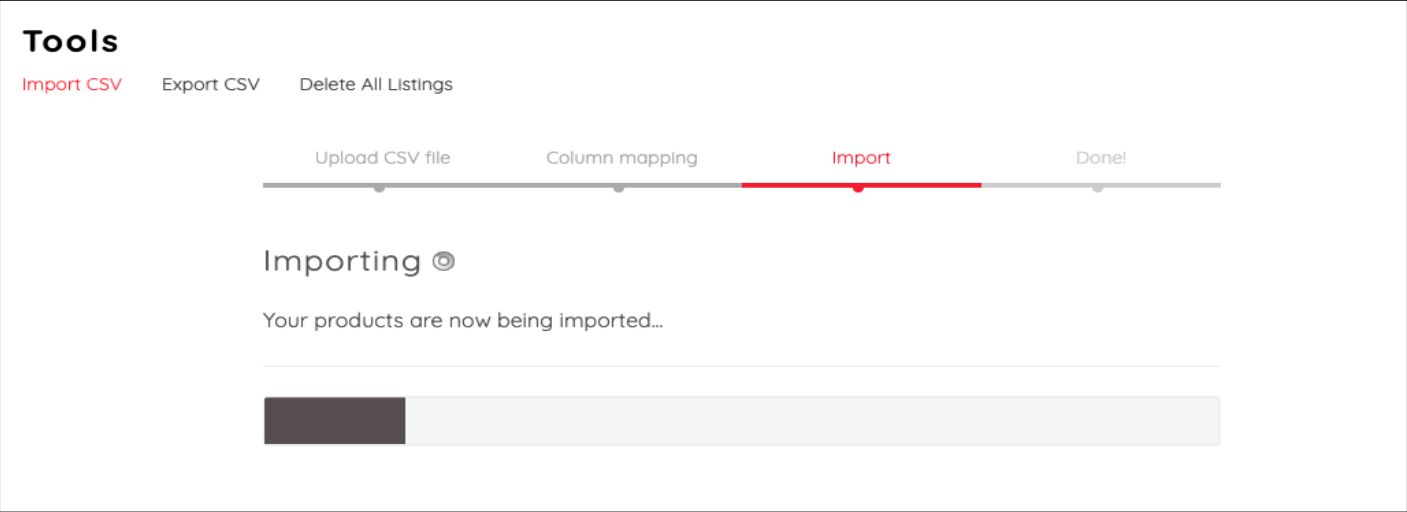 Tools
Import CSV Export CSV Delete All Listings
Upload CSV file Column mapping Import Done!
Importing
Your products are now being imported...